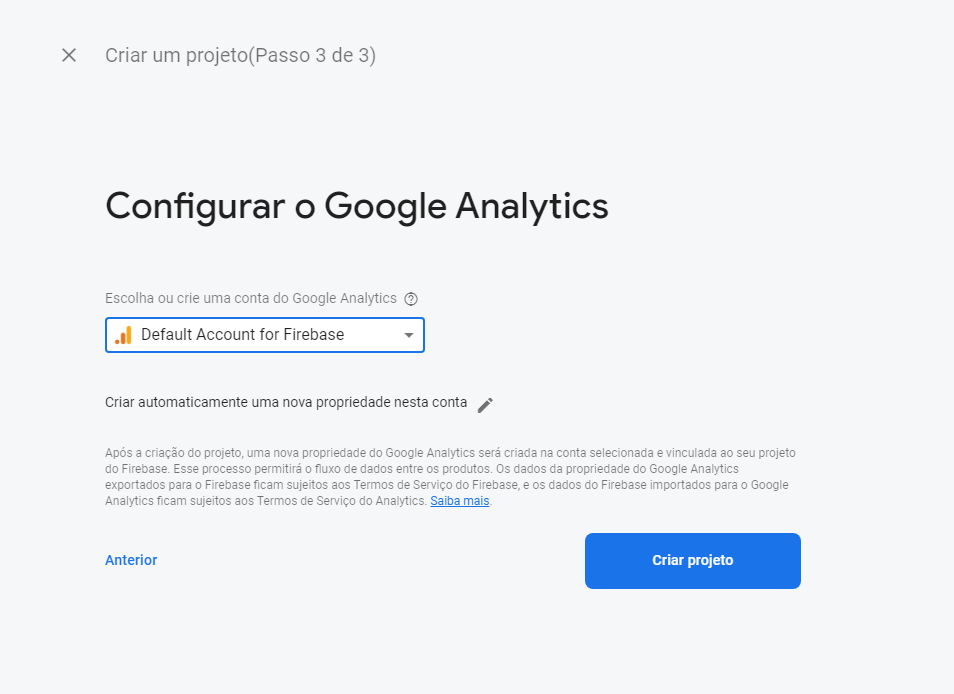 Criar um projeto(Passo 3 de 3)
Configurar o Google Analytics
Escolha ou crie uma conta do Google Analytics
Default Account for Firebase
Criar automaticamente uma nova propriedade nesta conta
Após a criação do projeto, uma nova propriedade do Google Analytics será criada na conta selecionada e vinculada ao seu projeto
do Firebase. Esse processo permitirá o fluxo de dados entre os produtos. Os dados da propriedade do Google Analytics
exportados para o Firebase ficam sujeitos aos Termos de Serviço do Firebase, e os dados do Firebase importados para o Google
Analytics ficam sujeitos aos Termos de Serviço do Analytics. Saiba mais.
Anterior
Criar projeto